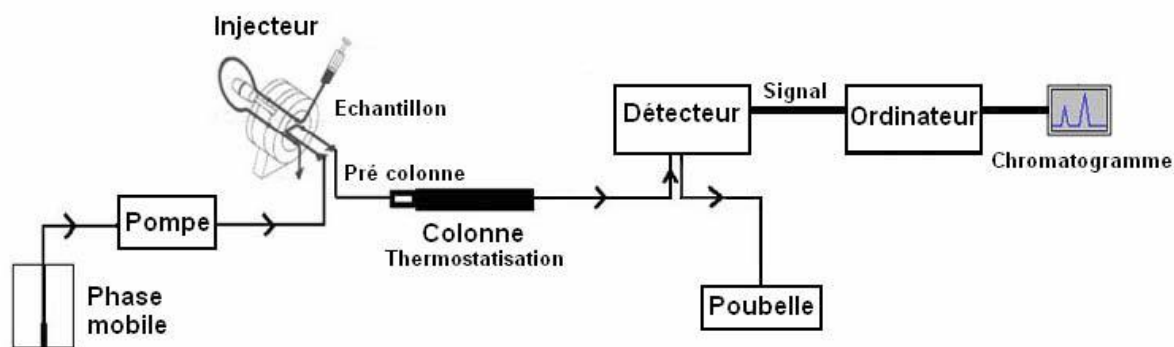 Injecteur
Echantillon
Pré colonne
Pompe
Phase
mobile
Colonne
Thermostatisation
Détecteur
Signal
Ordinateur
Chromatogramme
Poubelle